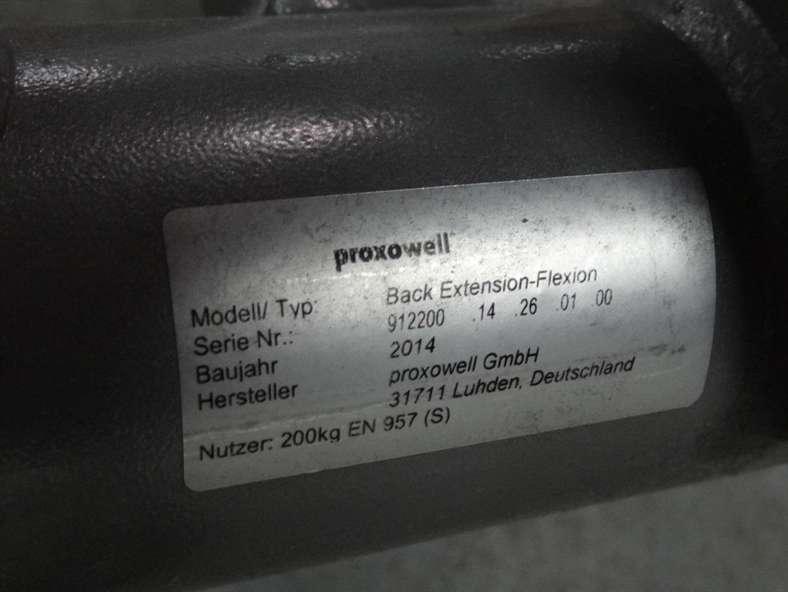 proxowell
Modell/ Typ: Back Extension-Flexion
Serie Nr.: 912200 .14 .26 .01 00
Baujahr 2014
Hersteller proxowell GmbH
31711 Luhden, Deutschland
Nutzer: 200kg EN 957 (S)